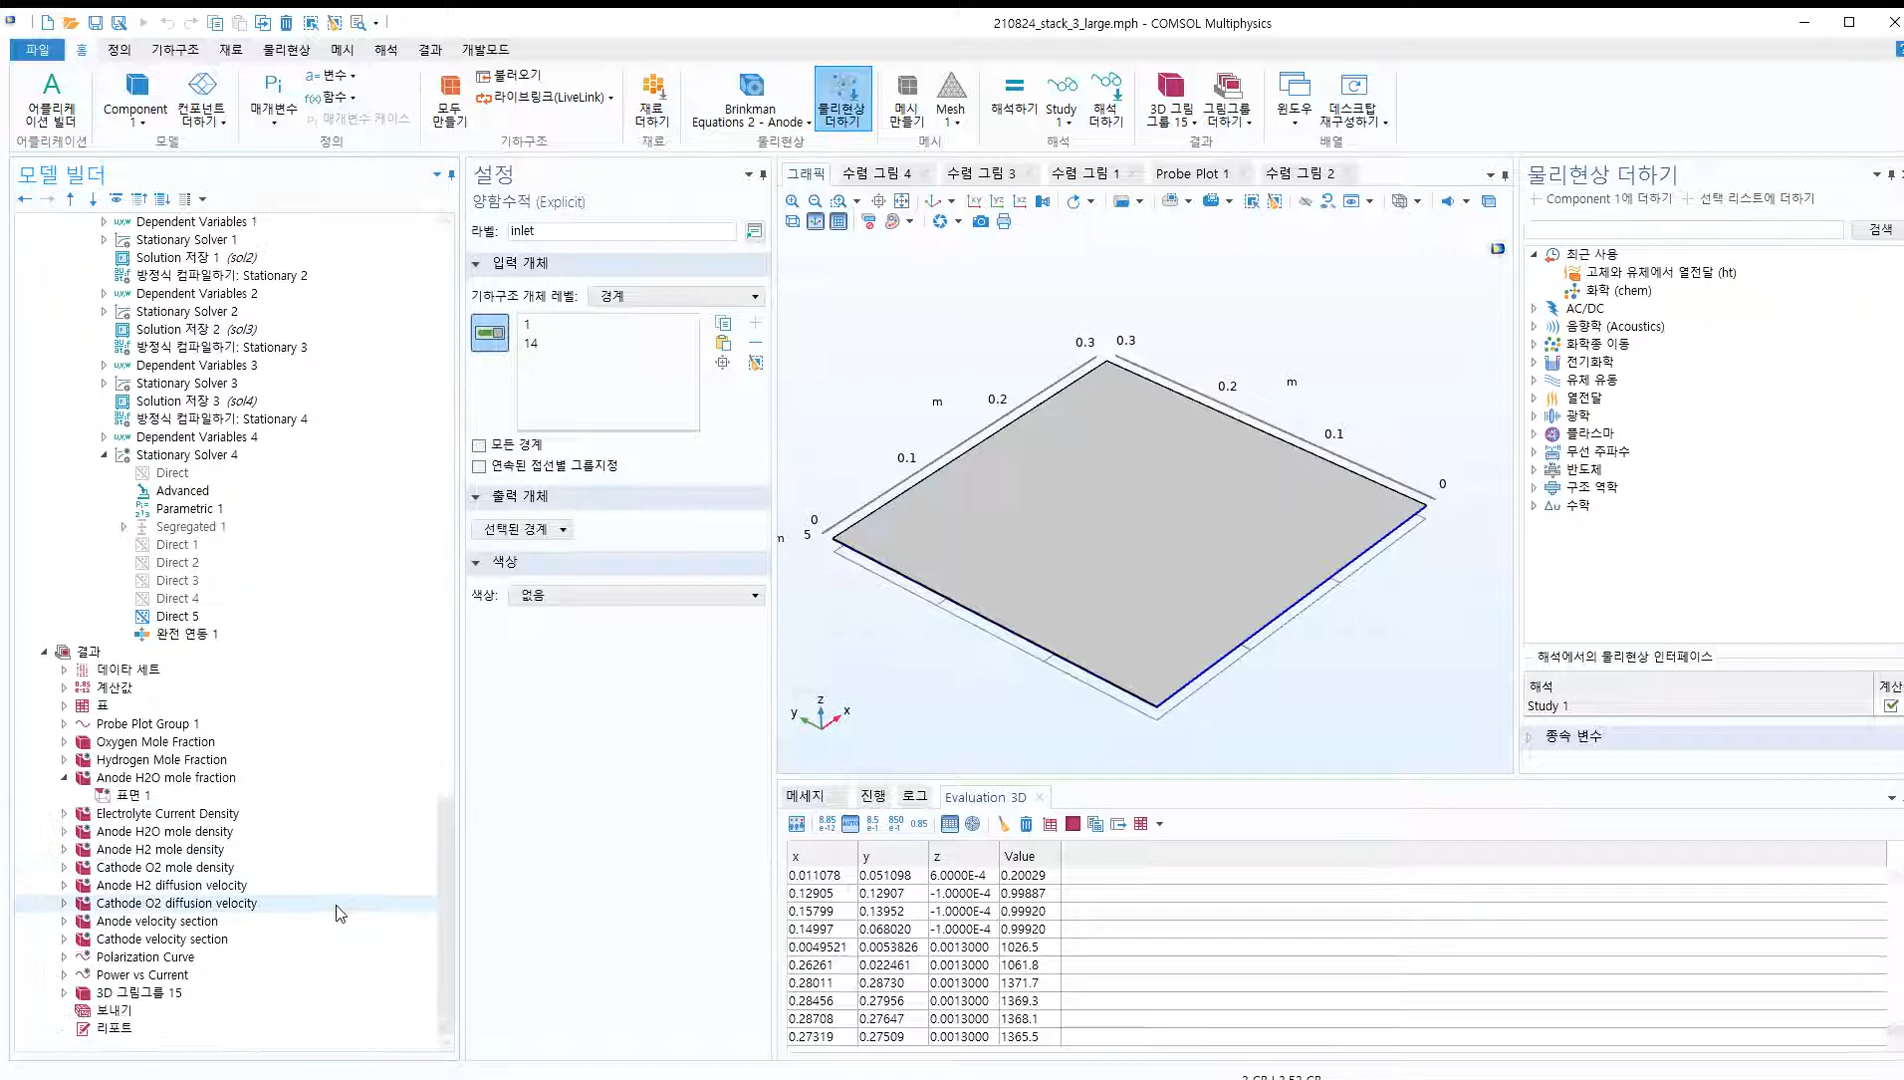 210824_stack_3_large.mph - COMSOL Multiphysics
파일 홈 정의 기하구조 재료 물리현상 메시 해석 결과 개발모드
어플리케
이션 빌더
어플리케이션
Component
1
컨포넌트
더하기
모델
Pi
매개변수
a= 변수
f(x) 함수
Pi 매개변수 케이스
정의
모두
만들기
불러오기
라이브링크(LiveLink)
기하구조
재료
더하기
재료
Brinkman
Equations 2 - Anode
물리현상
더하기
물리현상
메시
만들기
Mesh
1
메시
해석하기
Study
1
해석
더하기
해석
3D 그림
그룹 15
그림그룹
더하기
결과
윈도우
데스크탑
재구성하기
배열
모델 빌더
Dependent Variables 1
Stationary Solver 1
Solution 저장 1 (sol2)
방정식 컴파일하기: Stationary 2
Dependent Variables 2
Stationary Solver 2
Solution 저장 2 (sol3)
방정식 컴파일하기: Stationary 3
Dependent Variables 3
Stationary Solver 3
Solution 저장 3 (sol4)
방정식 컴파일하기: Stationary 4
Dependent Variables 4
Stationary Solver 4
Direct
Advanced
Parametric 1
Segregated 1
Direct 1
Direct 2
Direct 3
Direct 4
Direct 5
완전 연동 1
결과
데이타 세트
계산값
표
Probe Plot Group 1
Oxygen Mole Fraction
Hydrogen Mole Fraction
Anode H2O mole fraction
표면 1
Electrolyte Current Density
Anode H2O mole density
Anode H2 mole density
Cathode O2 mole density
Anode H2 diffusion velocity
Cathode O2 diffusion velocity
Anode velocity section
Cathode velocity section
Polarization Curve
Power vs Current
3D 그림그룹 15
보내기
리포트
설정
양함수적 (Explicit)
라벨: inlet
입력 개체
기하구조 개체 레벨: 경계
1
14
모든 경계
연속된 접선별 그룹지정
출력 개체
선택된 경계
색상
색상: 없음
그래픽 수렴 그림 4 수렴 그림 3 수렴 그림 1 Probe Plot 1 수렴 그림 2
0.3 0.3
0.2 m
m 0.2
0.1
0.1
0
0
m 5
z
y x
메세지 진행 로그 Evaluation 3D
8.85
e-12
AUTO
8.5
e-1
850
e-1
0.85
x y z Value
0.011078 0.051098 6.0000E-4 0.20029
0.12905 0.12907 -1.0000E-4 0.99887
0.15799 0.13952 -1.0000E-4 0.99920
0.14997 0.068020 -1.0000E-4 0.99920
0.0049521 0.0053826 0.0013000 1026.5
0.26261 0.022461 0.0013000 1061.8
0.28011 0.28730 0.0013000 1371.7
0.28456 0.27956 0.0013000 1369.3
0.28708 0.27647 0.0013000 1368.1
0.27319 0.27509 0.0013000 1365.5
물리현상 더하기
Component 1에 더하기 선택 리스트에 더하기
검색
최근 사용
고체와 유체에서 열전달 (ht)
화학 (chem)
AC/DC
음향학 (Acoustics)
화학종 이동
전기화학
유체 유동
열전달
광학
플라스마
무선 주파수
반도체
구조 역학
Δu 수학
해석에서의 물리현상 인터페이스
해석 계산
Study 1
종속 변수